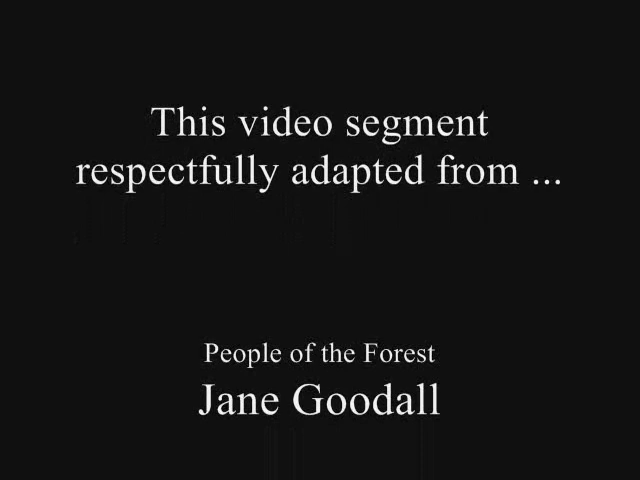 This video segment
respectfully adapted from ...
People of the Forest
Jane Goodall